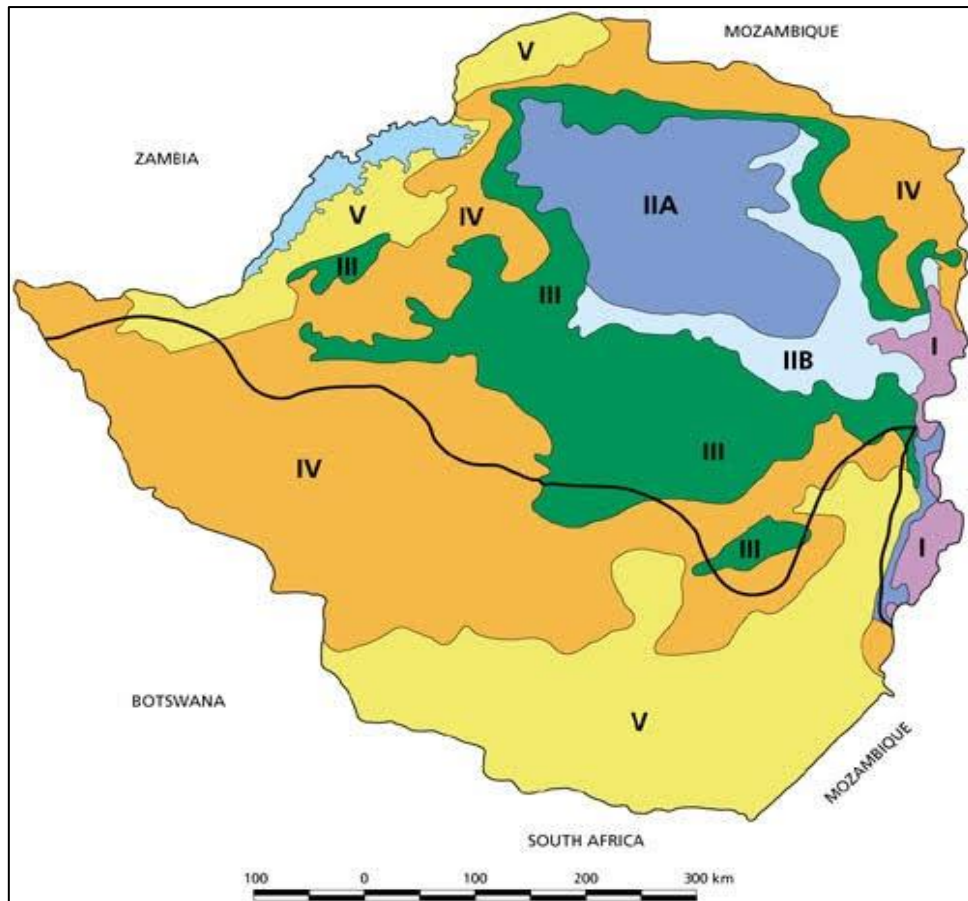 V
MOZAMBIQUE
ZAMBIA
IIA
IV
V
IV
III
III
I
IIB
III
IV
III
I
BOTSWANA
V
MOZAMBIQUE
SOUTH AFRICA
100 0 100 200 300 km